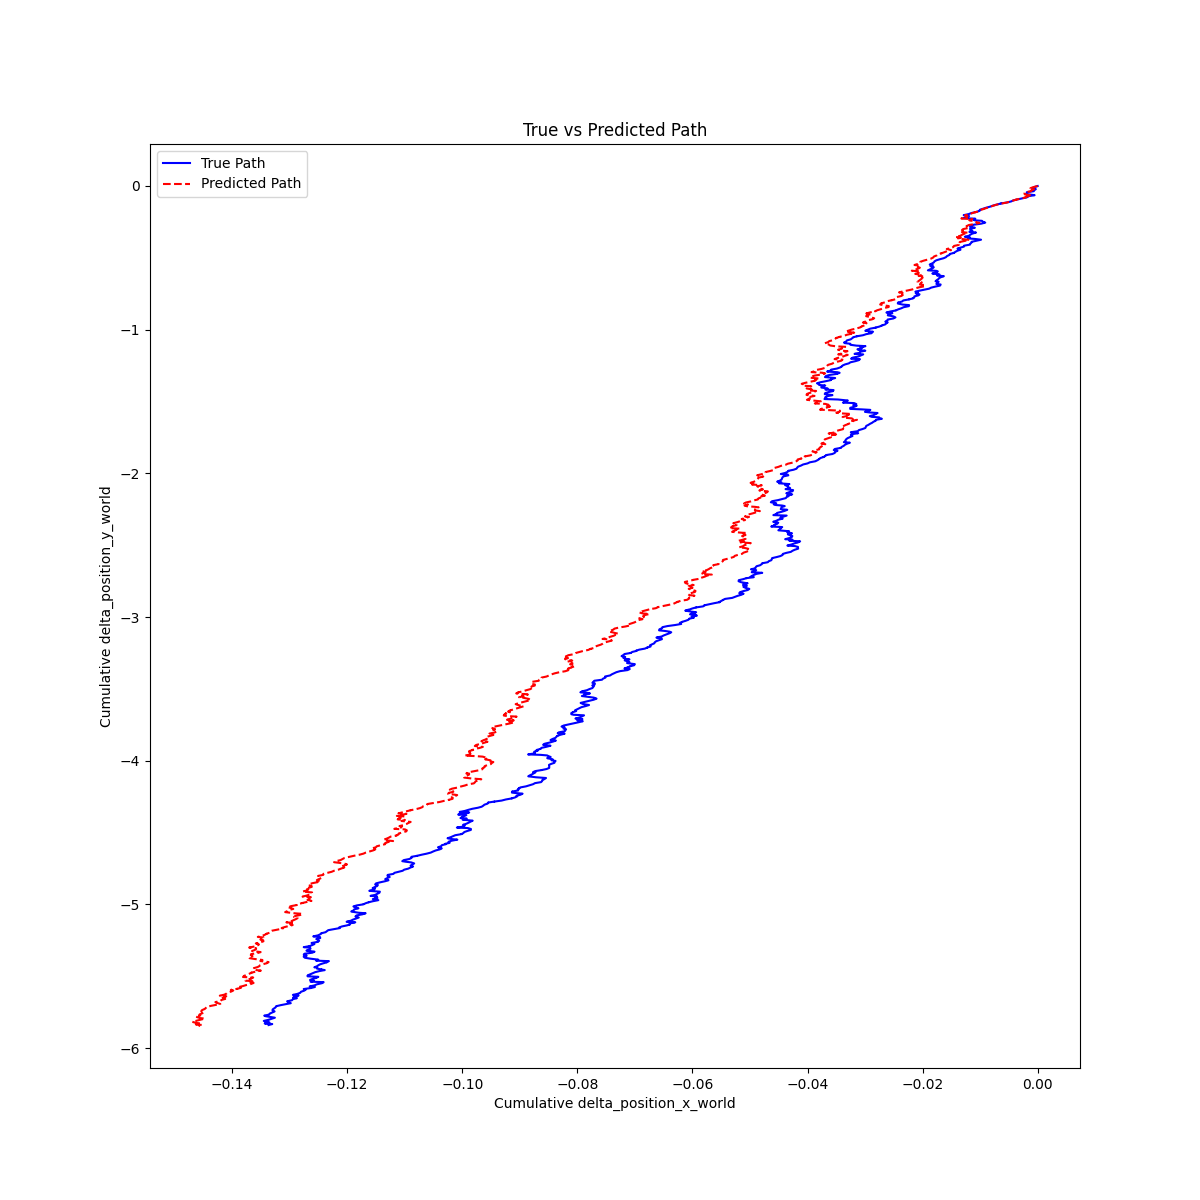 True vs Predicted Path
True Path
Predicted Path
0
−1
−2
−3
−4
−5
−6
Cumulative delta_position_y_world
−0.14 −0.12 −0.10 −0.08 −0.06 −0.04 −0.02 0.00
Cumulative delta_position_x_world